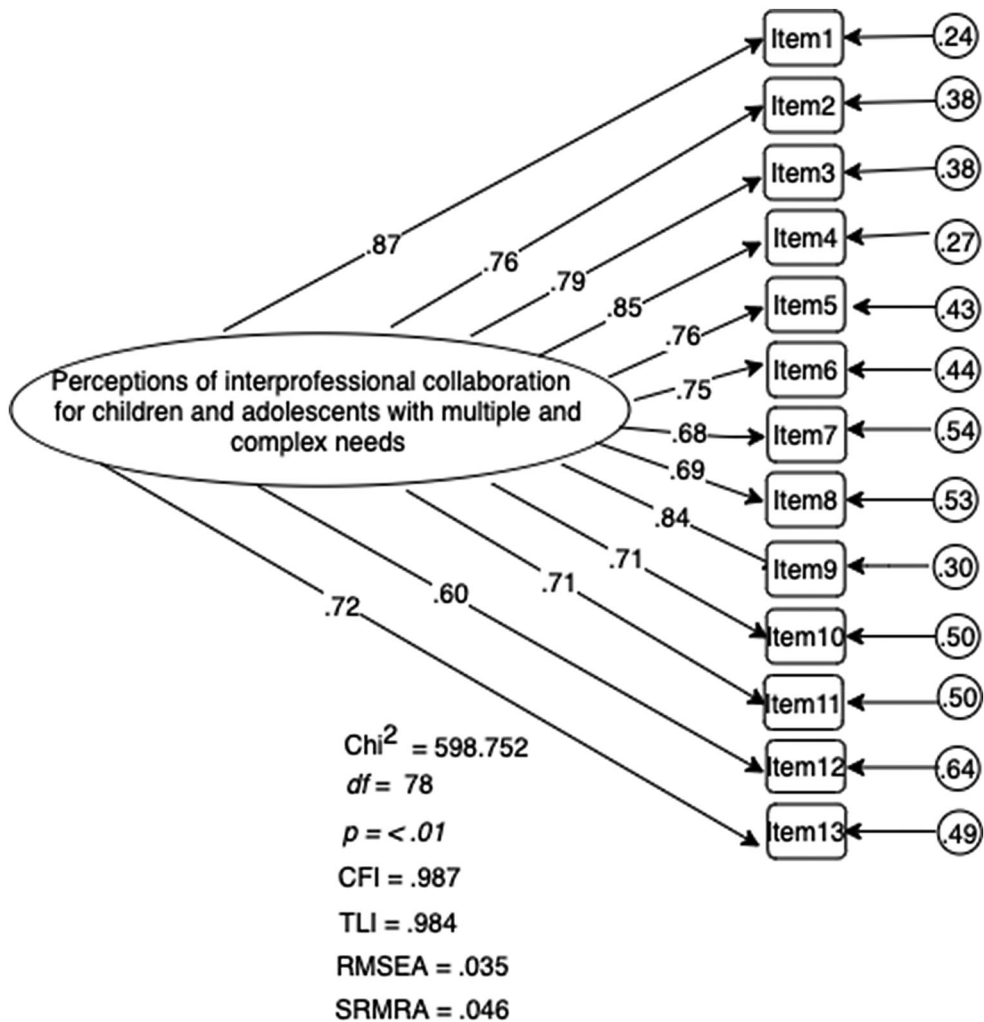 Item1 .24
.87
Item2 .38
.76
Item3 .38
.79
Item4 .27
.85
Item5 .43
.76
Item6 .44
.75
Perceptions of interprofessional collaboration
for children and adolescents with multiple and
complex needs
.68
Item7 .54
.69
Item8 .53
.84
Item9 .30
.71
Item10 .50
.71
Item11 .50
.60
Item12 .64
.72
Item13 .49
Chi2 = 598.752
df = 78
p = < .01
CFI = .987
TLI = .984
RMSEA = .035
SRMRA = .046